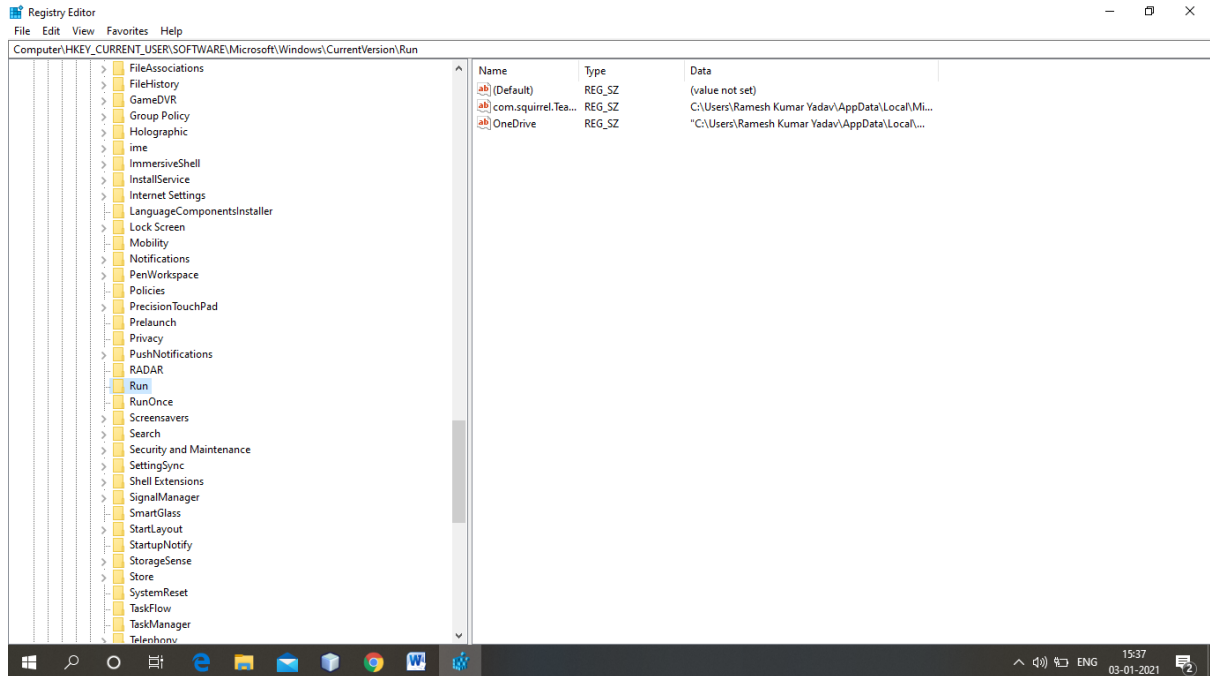 Registry Editor
File Edit View Favorites Help
Computer\HKEY_CURRENT_USER\SOFTWARE\Microsoft\Windows\CurrentVersion\Run
FileAssociations
FileHistory
GameDVR
Group Policy
Holographic
ime
ImmersiveShell
InstallService
Internet Settings
LanguageComponentsInstaller
Lock Screen
Mobility
Notifications
PenWorkspace
Policies
PrecisionTouchPad
Prelaunch
Privacy
PushNotifications
RADAR
Run
RunOnce
Screensavers
Search
Security and Maintenance
SettingSync
Shell Extensions
SignalManager
SmartGlass
StartLayout
StartupNotify
StorageSense
Store
SystemReset
TaskFlow
TaskManager
Telephony
Name Type Data
(Default) REG_SZ (value not set)
com.squirrel.Tea... REG_SZ C:\Users\Ramesh Kumar Yadav\AppData\Local\Mi...
OneDrive REG_SZ "C:\Users\Ramesh Kumar Yadav\AppData\Local\...
ENG
15:37
03-01-2021
2